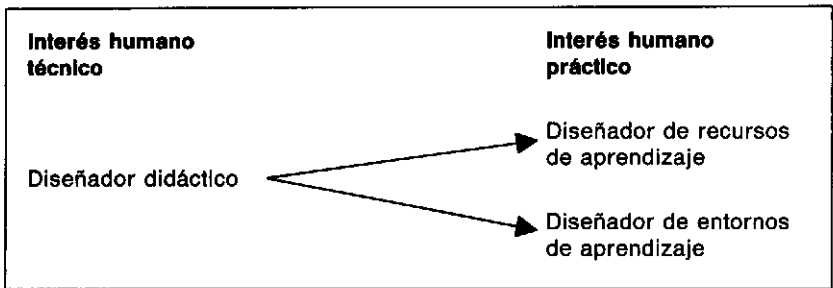 Interés humano
técnico
Interés humano
práctico
Diseñador didáctico
Diseñador de recursos
de aprendizaje
Diseñador de entornos
de aprendizaje